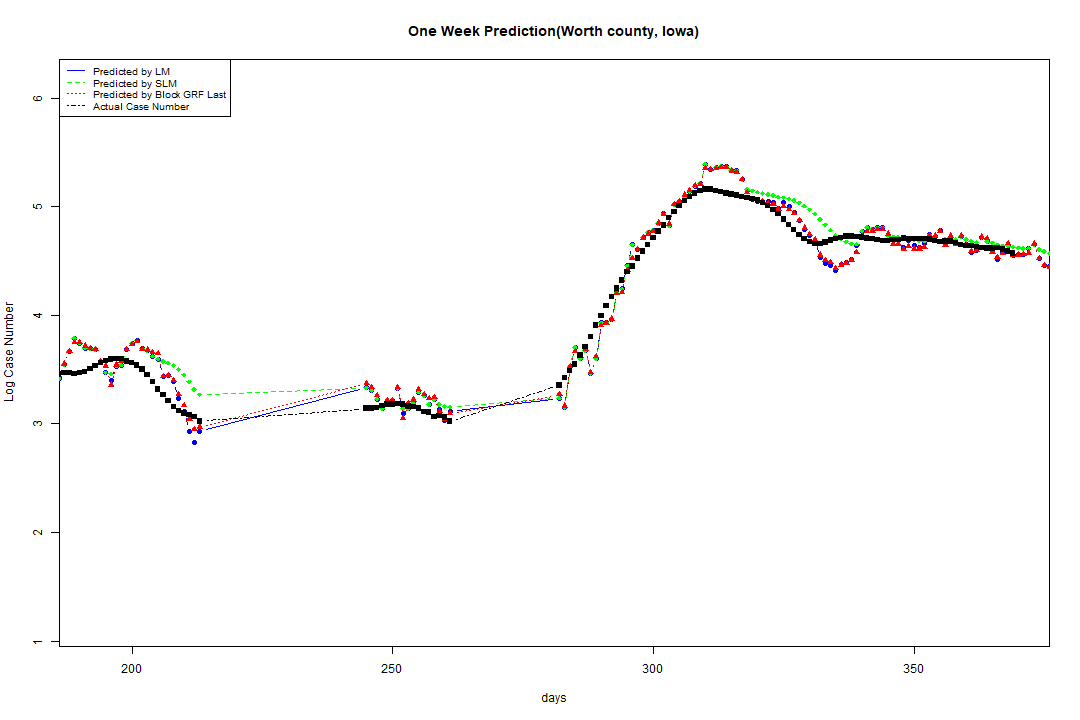 One Week Prediction(Worth county, Iowa)
Predicted by LM
Predicted by SLM
Predicted by Block GRF Last
Actual Case Number
6
5
4
3
2
1
Log Case Number
200 250 300 350
days